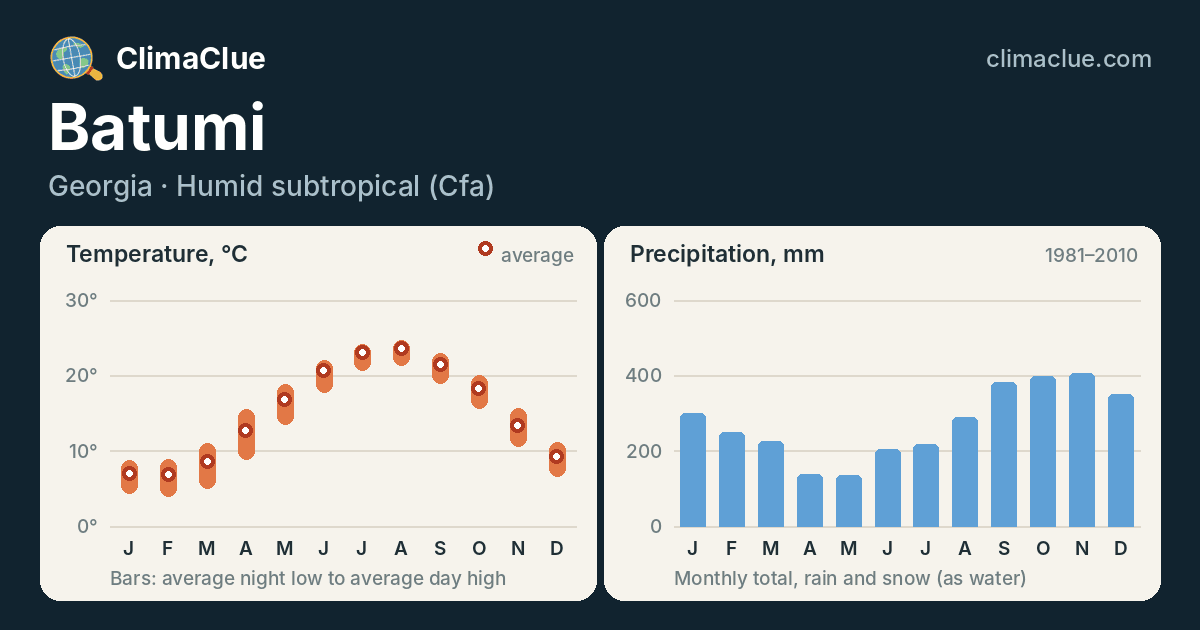 ClimaClue
climaclue.com
Batumi
Georgia · Humid subtropical (Cfa)
Temperature, °C
average
30°
20°
10°
0°
J F M A M J J A S O N D
Bars: average night low to average day high
Precipitation, mm
1981–2010
600
400
200
0
J F M A M J J A S O N D
Monthly total, rain and snow (as water)